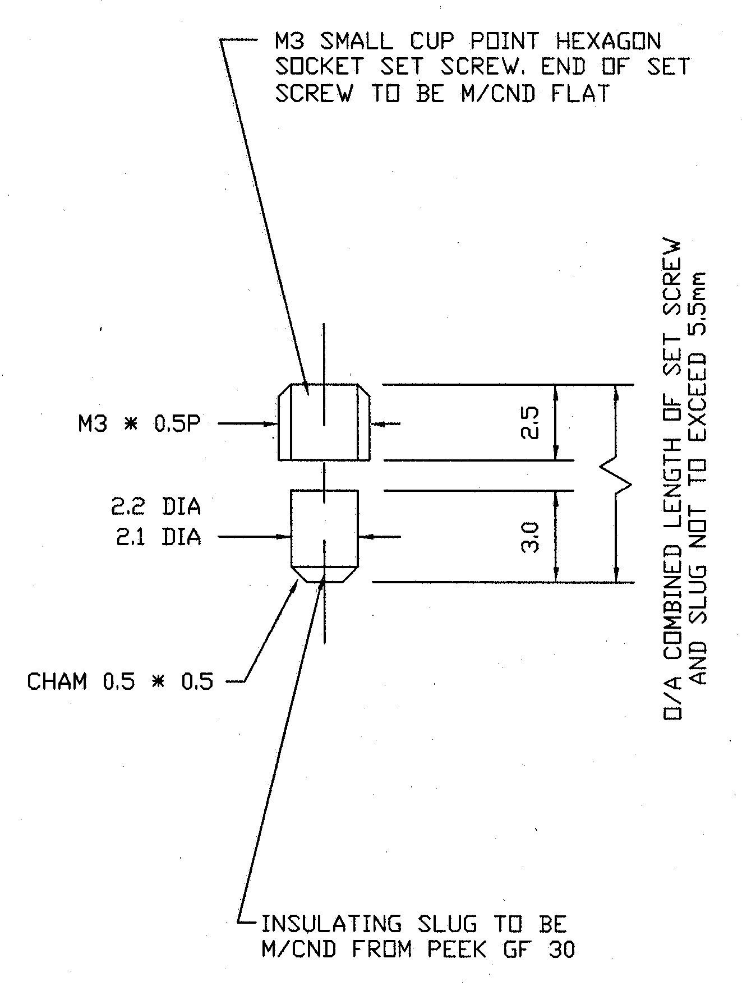 M3 SMALL CUP POINT HEXAGON
SOCKET SET SCREW. END OF SET
SCREW TO BE M/CND FLAT
M3 * 0.5P
2.5
2.2 DIA
2.1 DIA
3.0
O/A COMBINED LENGTH OF SET SCREW
AND SLUG NOT TO EXCEED 5.5mm
CHAM 0.5 * 0.5
INSULATING SLUG TO BE
M/CND FROM PEEK GF 30